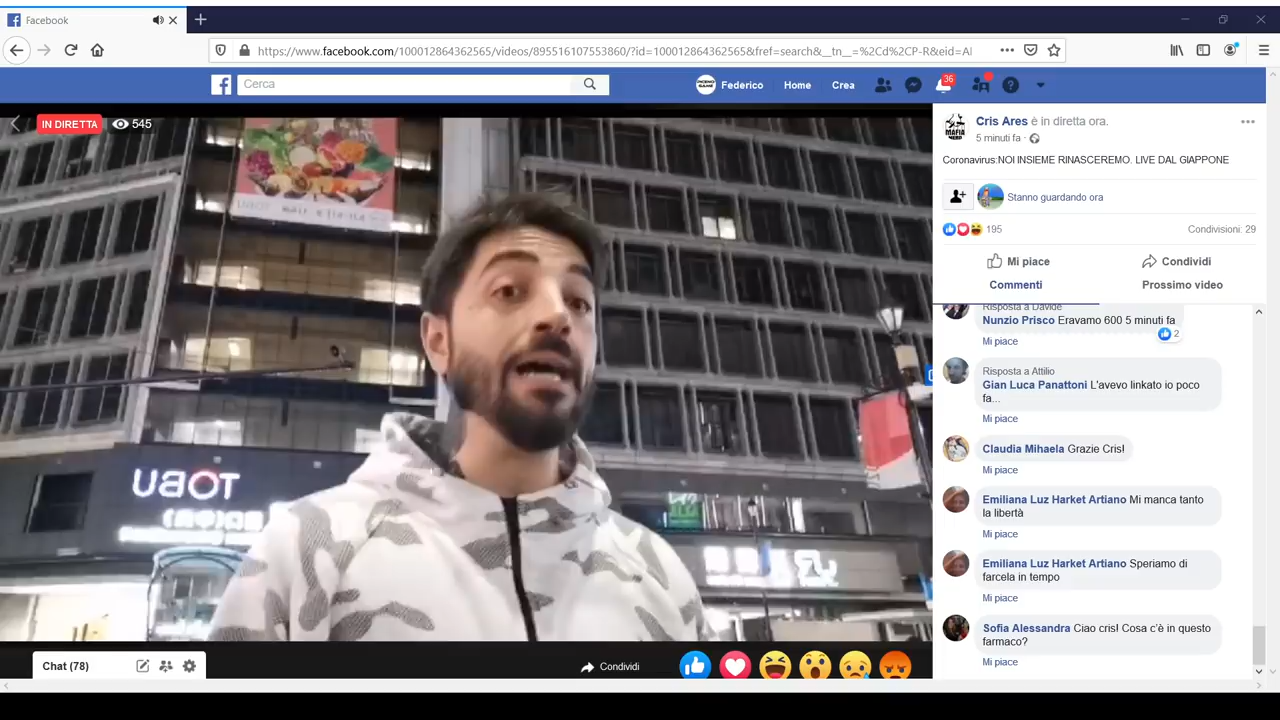 Facebook
https://www.facebook.com/100012864362565/videos/895516107553860/?id=100012864362565&fref=search&__tn__=%2Cd%2CP-R&eid=AI
Cerca
Federico
Home
Crea
36
IN DIRETTA
545
Cris Ares è in diretta ora.
5 minuti fa ·
Coronavirus:NOI INSIEME RINASCEREMO. LIVE DAL GIAPPONE
Stanno guardando ora
195
Condivisioni: 29
Mi piace
Condividi
Commenti
Prossimo video
Risposta a Davide
Nunzio Prisco Eravamo 600 5 minuti fa
2
Mi piace
Risposta a Attilio
Gian Luca Panattoni L'avevo linkato io poco
fa...
Mi piace
Claudia Mihaela Grazie Cris!
Mi piace
Emiliana Luz Harket Artiano Mi manca tanto
la libertà
Mi piace
Emiliana Luz Harket Artiano Speriamo di
farcela in tempo
Mi piace
Sofia Alessandra Ciao cris! Cosa c'è in questo
farmaco?
Mi piace
MAFIA
TOBU
Chat (78)
Condividi